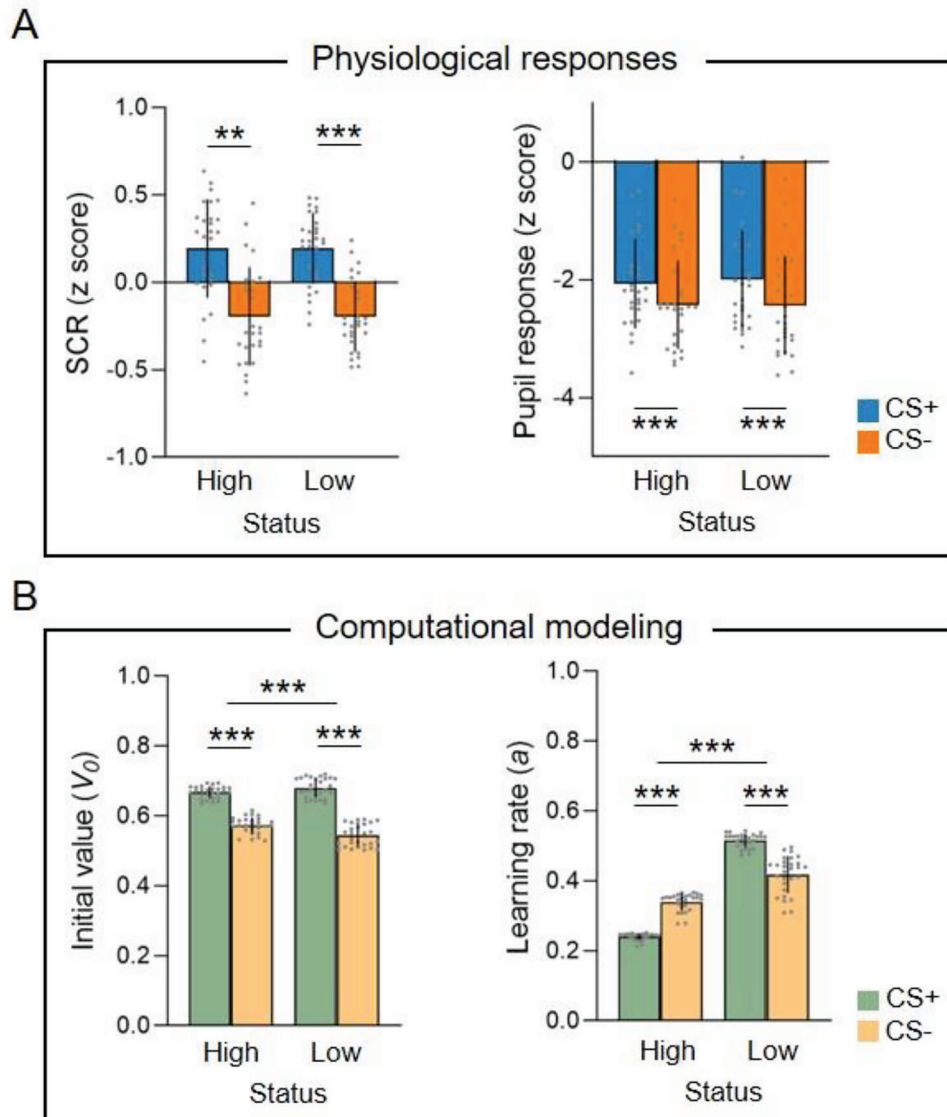 A
Physiological responses
SCR (z score)
1.0
0.5
0.0
-0.5
-1.0
**
***
High
Low
Status
Pupil response (z score)
0
-2
-4
***
***
High
Low
Status
CS+
CS-
B
Computational modeling
Initial value (V0)
1.0
0.8
0.6
0.4
0.2
0.0
***
***
***
High
Low
Status
Learning rate (a)
1.0
0.8
0.6
0.4
0.2
0.0
***
***
***
High
Low
Status
CS+
CS-